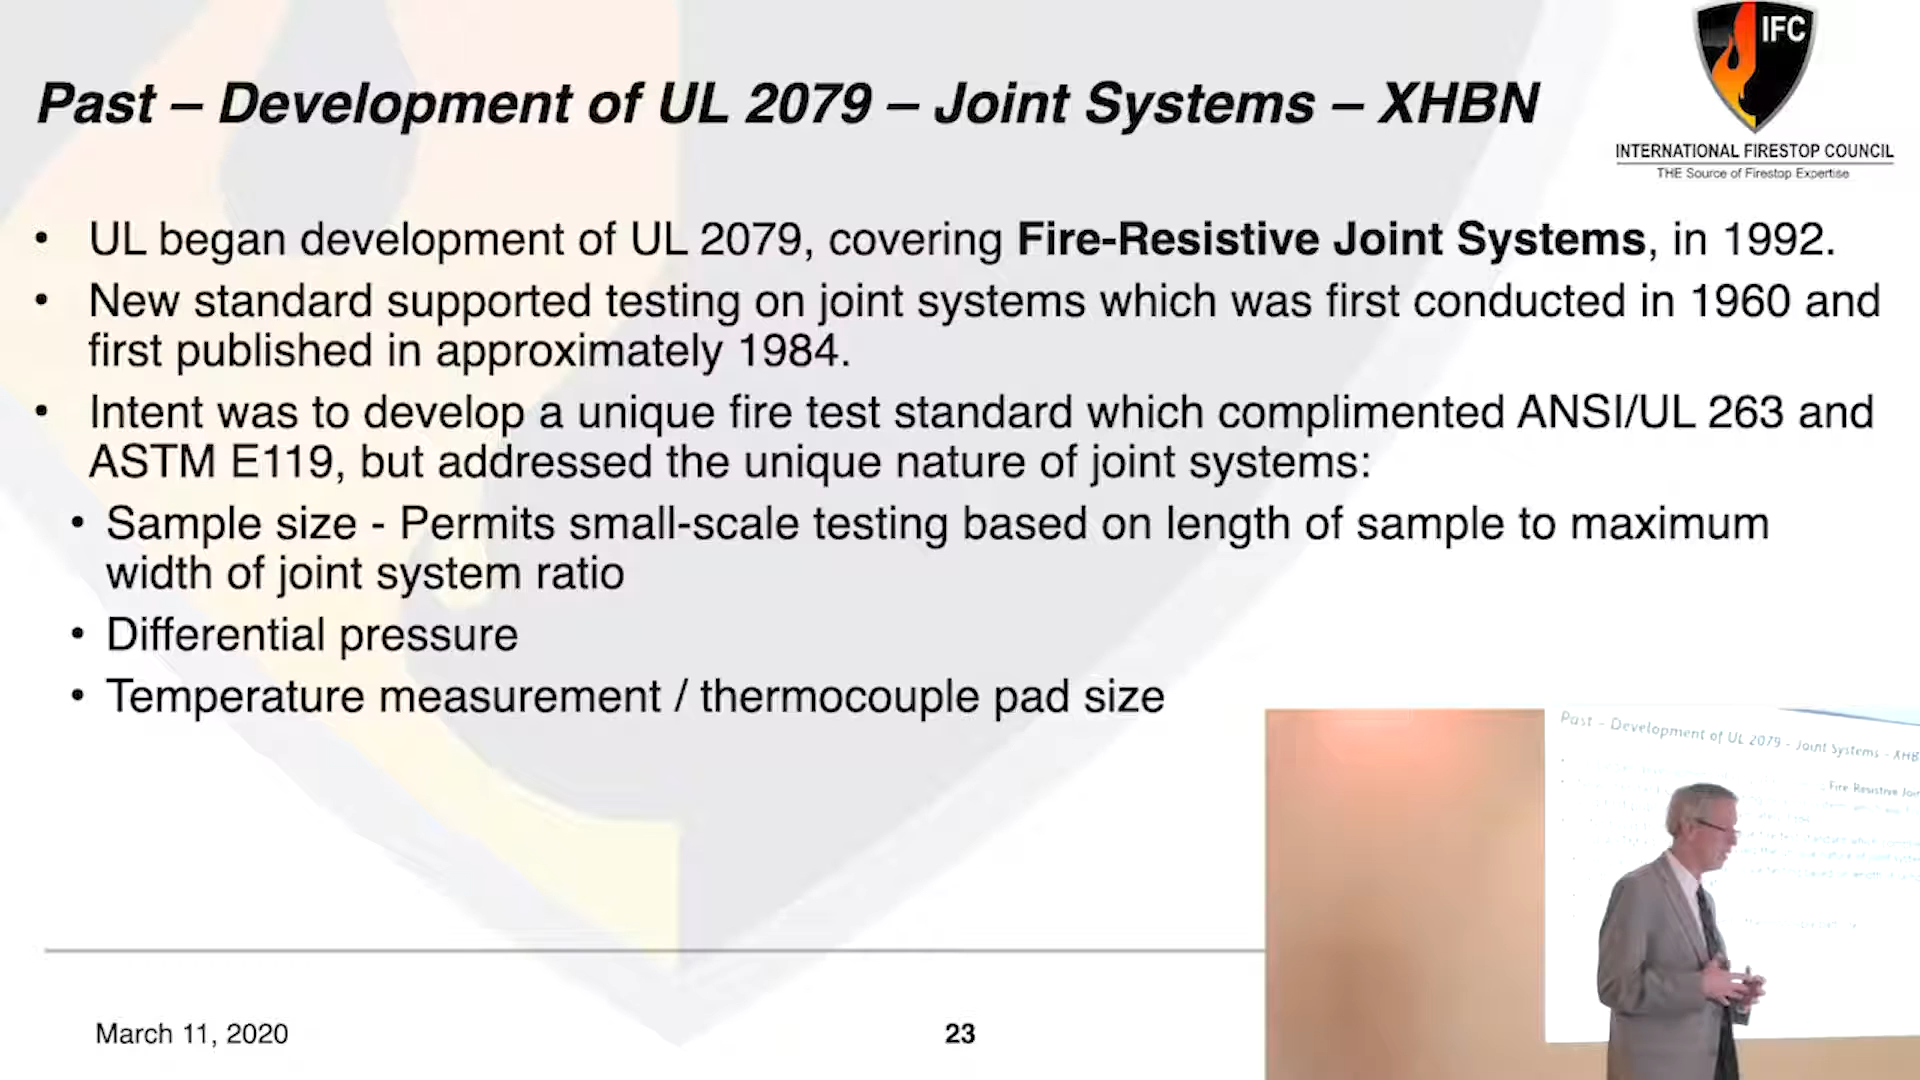 IFC
Past – Development of UL 2079 – Joint Systems – XHBN
INTERNATIONAL FIRESTOP COUNCIL
THE Source of Firestop Expertise
• UL began development of UL 2079, covering Fire-Resistive Joint Systems, in 1992.
• New standard supported testing on joint systems which was first conducted in 1960 and
first published in approximately 1984.
• Intent was to develop a unique fire test standard which complimented ANSI/UL 263 and
ASTM E119, but addressed the unique nature of joint systems:
• Sample size - Permits small-scale testing based on length of sample to maximum
width of joint system ratio
• Differential pressure
• Temperature measurement / thermocouple pad size
Past - Development of UL 2079 - Joint Systems - XHB
Fire Resistive Joi
March 11, 2020
23